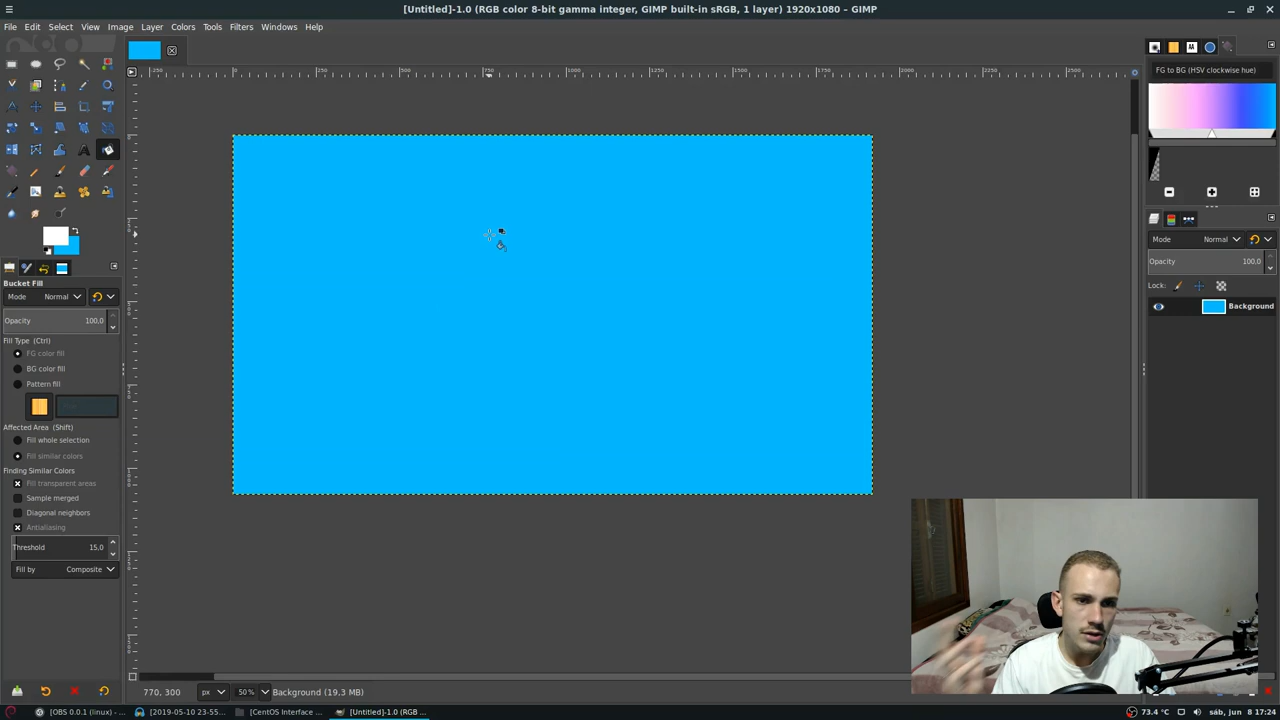 [Untitled]-1.0 (RGB color 8-bit gamma integer, GIMP built-in sRGB, 1 layer) 1920x1080 – GIMP
File Edit Select View Image Layer Colors Tools Filters Windows Help
FG to BG (HSV clockwise hue)
Mode Normal
Opacity 100,0
Lock:
Background
Bucket Fill
Mode Normal
Opacity 100,0
Fill Type (Ctrl)
FG color fill
BG color fill
Pattern fill
Affected Area (Shift)
Fill whole selection
Fill similar colors
Finding Similar Colors
Fill transparent areas
Sample merged
Diagonal neighbors
Antialiasing
Threshold 15,0
Fill by Composite
770, 300 px 50% Background (19,3 MB)
[OBS 0.0.1 (linux) - ... [2019-05-10 23-55... [CentOS Interface ... [Untitled]-1.0 (RGB ... 73.4 °C sáb, jun 8 17:24